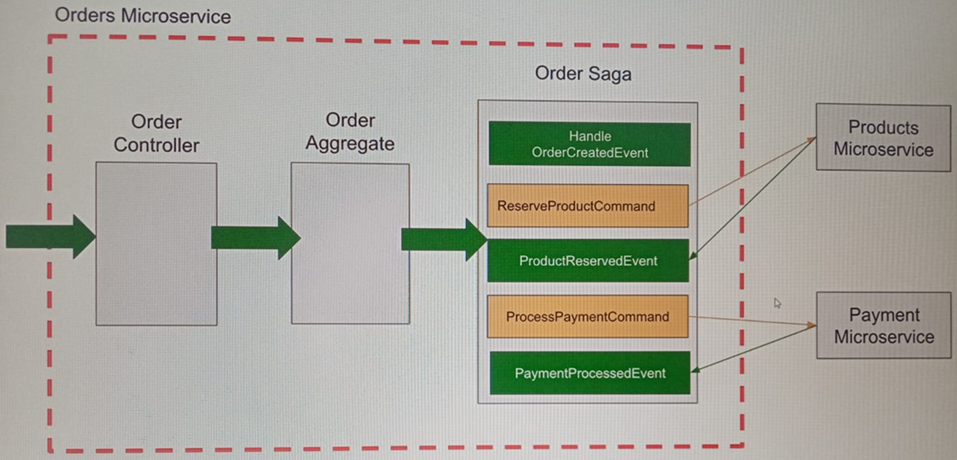 Orders Microservice
Order Saga
Order
Controller
Order
Aggregate
Handle
OrderCreatedEvent
ReserveProductCommand
ProductReservedEvent
ProcessPaymentCommand
PaymentProcessedEvent
Products
Microservice
Payment
Microservice